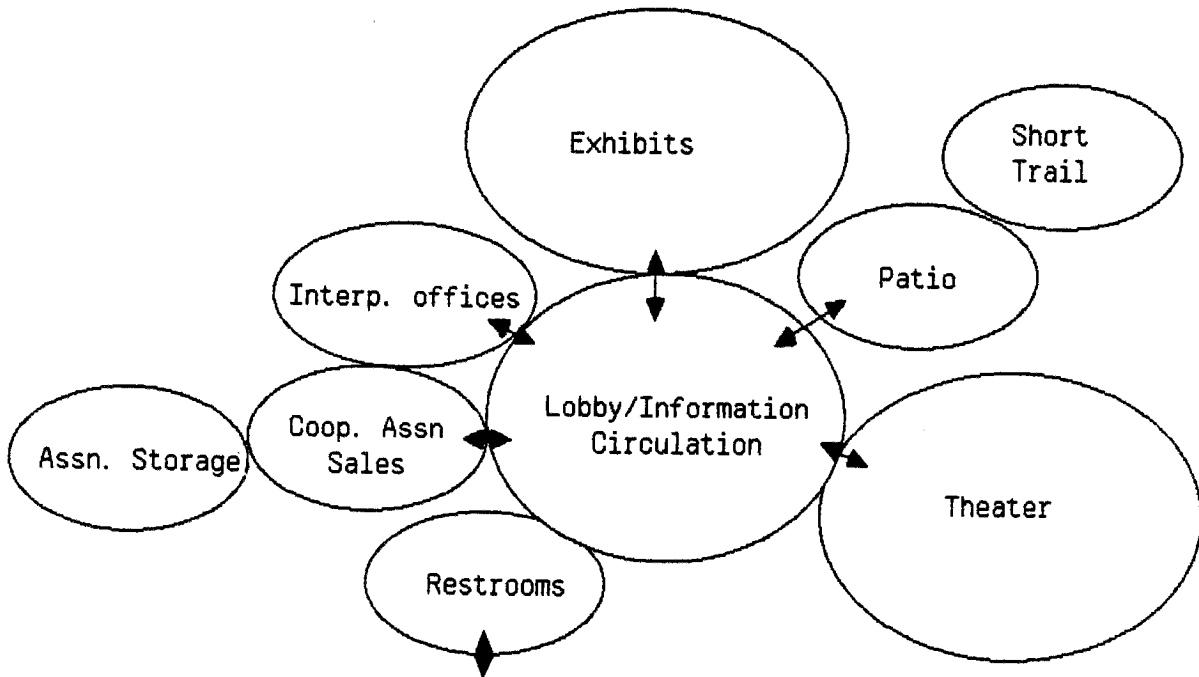 Exhibits
Short
Trail
Interp. offices
Patio
Lobby/Information
Circulation
Coop. Assn
Sales
Assn. Storage
Theater
Restrooms